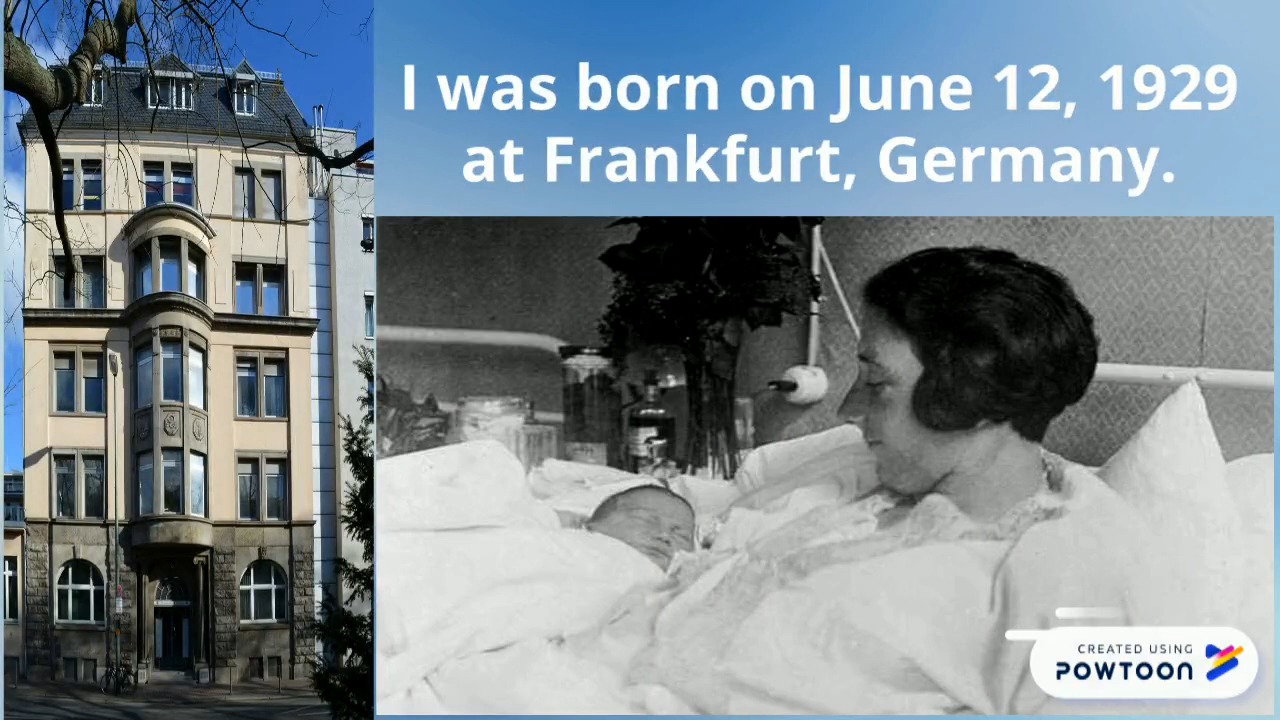 I was born on June 12, 1929
at Frankfurt, Germany.
CREATED USING
POWTOON